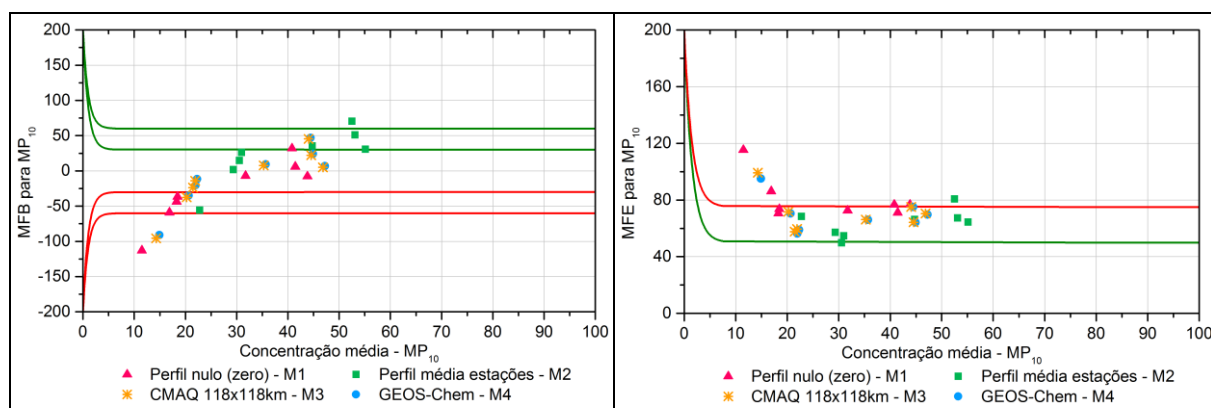 200
150
100
50
0
-50
-100
-150
-200
MFB para MP10
0 10 20 30 40 50 60 70 80 90 100
Concentração média - MP10
Perfil nulo (zero) - M1
Perfil média estações - M2
CMAQ 118x118km - M3
GEOS-Chem - M4
200
160
120
80
40
0
MFE para MP10
0 10 20 30 40 50 60 70 80 90 100
Concentração média - MP10
Perfil nulo (zero) - M1
Perfil média estações - M2
CMAQ 118x118km - M3
GEOS-Chem - M4